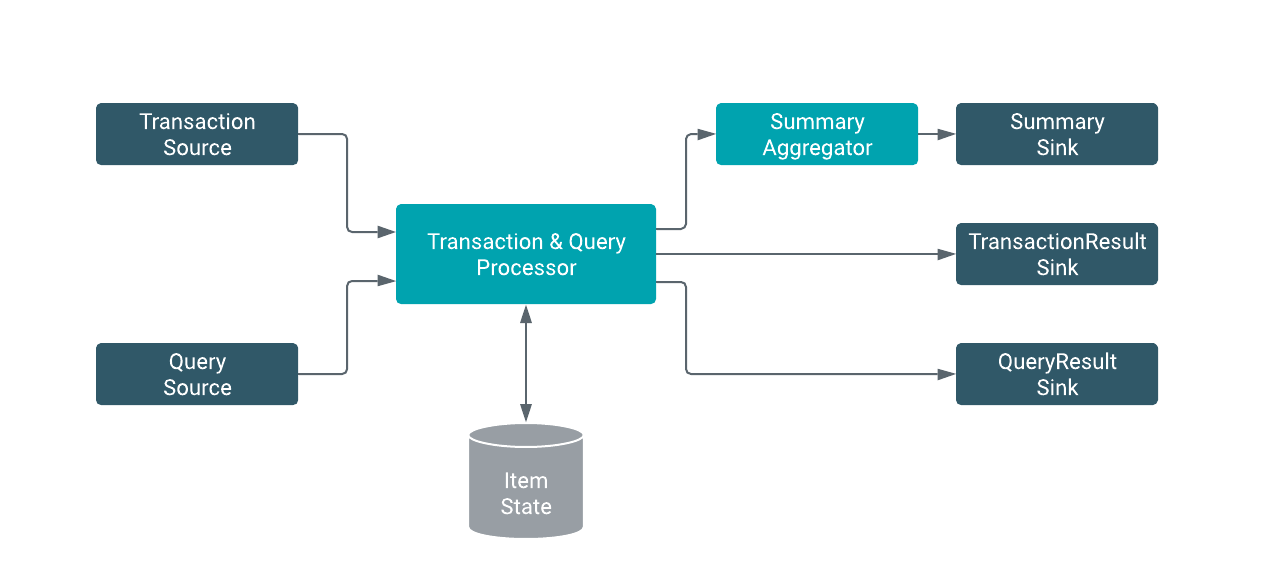 Transaction
Source
Summary
Aggregator
Summary
Sink
Transaction & Query
Processor
TransactionResult
Sink
Query
Source
QueryResult
Sink
Item
State